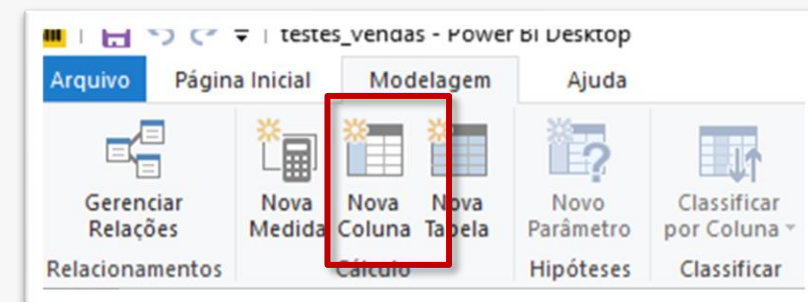 testes_vendas - Power BI Desktop
Arquivo Página Inicial Modelagem Ajuda
Gerenciar Relações
Nova Medida
Nova Coluna
Nova Tabela
Novo Parâmetro
Classificar por Coluna
Relacionamentos Cálculo Hipóteses Classificar